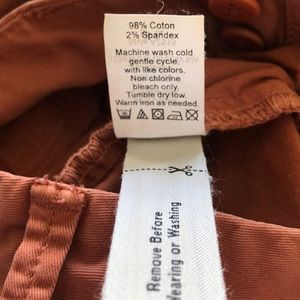 98% Coton
2% Spandex
Machine wash cold
gentle cycle.
with like colors.
Non chlorine
bleach only.
Tumble dry low.
Warm iron as needed.
Remove Before
Wearing or Washing